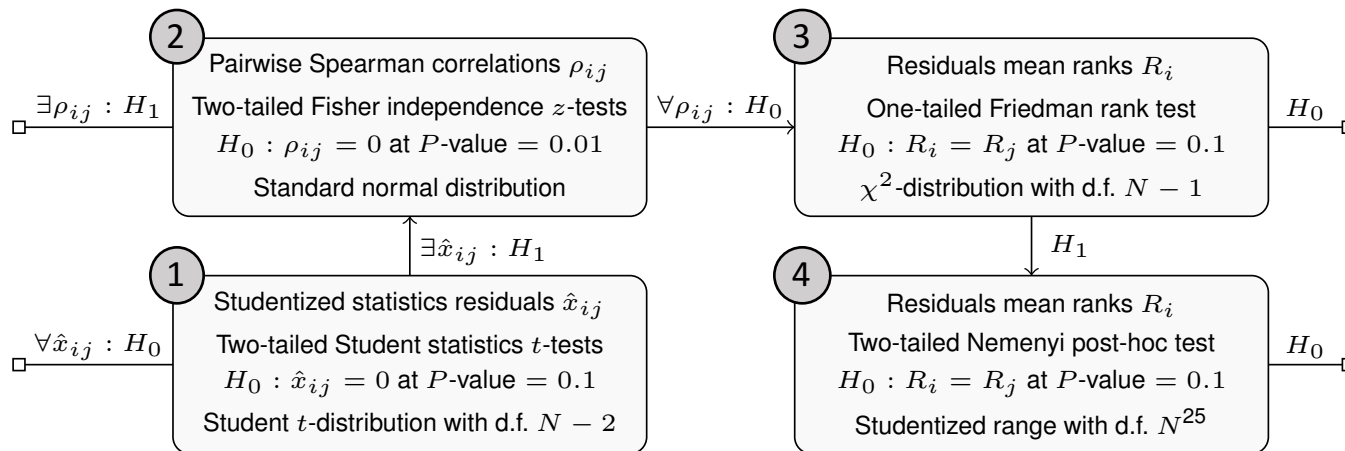 2
Pairwise Spearman correlations ρij
Two-tailed Fisher independence z-tests
H0 : ρij = 0 at P-value = 0.01
Standard normal distribution
∃ρij : H1
∀ρij : H0
3
Residuals mean ranks Ri
One-tailed Friedman rank test
H0 : Ri = Rj at P-value = 0.1
χ²-distribution with d.f. N − 1
H0
∃x̂ij : H1
H1
1
Studentized statistics residuals x̂ij
Two-tailed Student statistics t-tests
H0 : x̂ij = 0 at P-value = 0.1
Student t-distribution with d.f. N − 2
∀x̂ij : H0
4
Residuals mean ranks Ri
Two-tailed Nemenyi post-hoc test
H0 : Ri = Rj at P-value = 0.1
Studentized range with d.f. N²⁵
H0